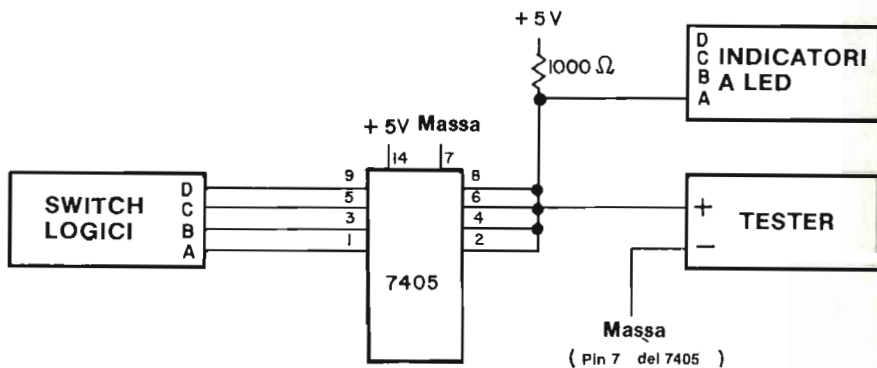 + 5 V
1000 Ω
D
C
B
A
INDICATORI
A LED
+ 5V Massa
14 7
9
5
3
1
8
6
4
2
7405
SWITCH
LOGICI
D
C
B
A
+
−
TESTER
Massa
( Pin 7 del 7405 )